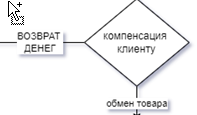 ВОЗВРАТ
ДЕНЕГ
компенсация
клиенту
обмен товара